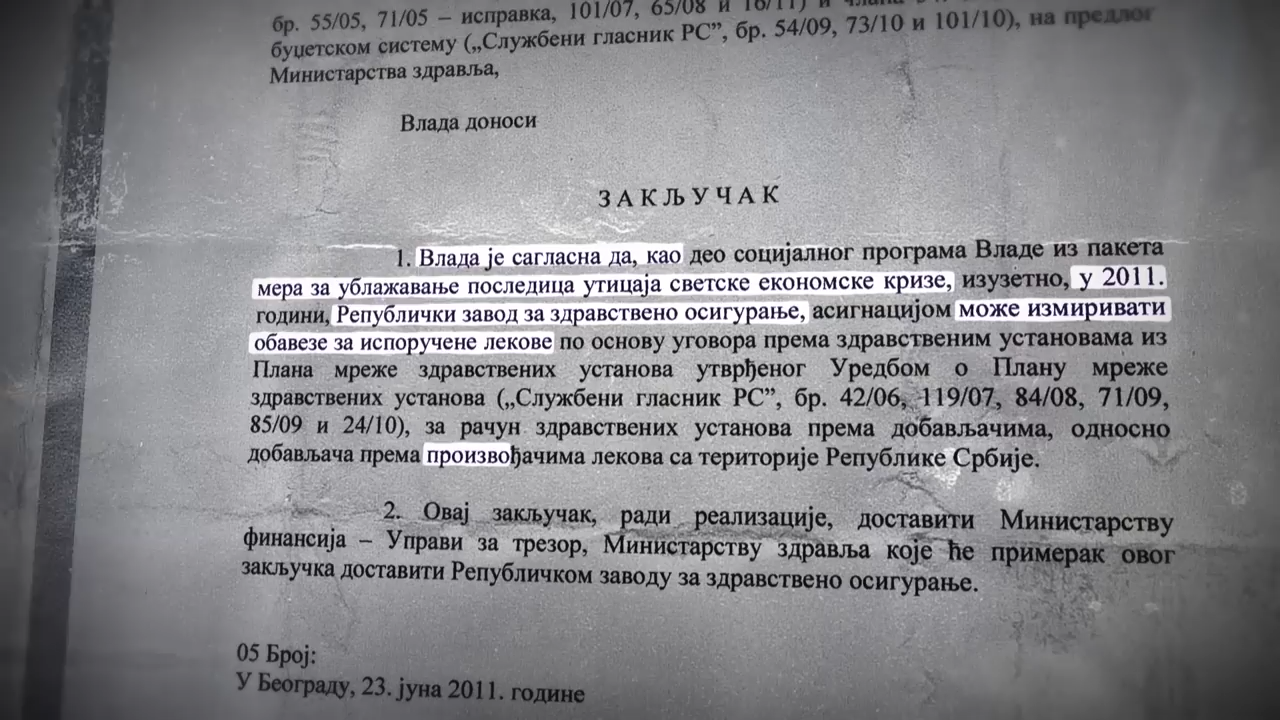 бр. 55/05, 71/05 – исправка, 101/07, 65/08 и 16/11) и
буџетском систему („Службени гласник РС”, бр. 54/09, 73/10 и 101/10), на предлог
Министарства здравља,
Влада доноси
З А К Љ У Ч А К
1. Влада је сагласна да, као део социјалног програма Владе из пакета
мера за ублажавање последица утицаја светске економске кризе, изузетно, у 2011.
години, Републички завод за здравствено осигурање, асигнацијом може измиривати
обавезе за испоручене лекове по основу уговора према здравственим установама из
Плана мреже здравствених установа утврђеног Уредбом о Плану мреже
здравствених установа („Службени гласник РС”, бр. 42/06, 119/07, 84/08, 71/09,
85/09 и 24/10), за рачун здравствених установа према добављачима, односно
добављача према произвођачима лекова са територије Републике Србије.
2. Овај закључак, ради реализације, доставити Министарству
финансија – Управи за трезор, Министарству здравља које ће примерак овог
закључка доставити Републичком заводу за здравствено осигурање.
05 Број:
У Београду, 23. јуна 2011. године